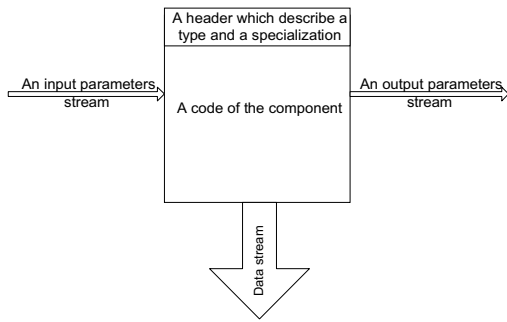 A header which describe a
type and a specialization
An input parameters
stream
A code of the component
An output parameters
stream
Data stream